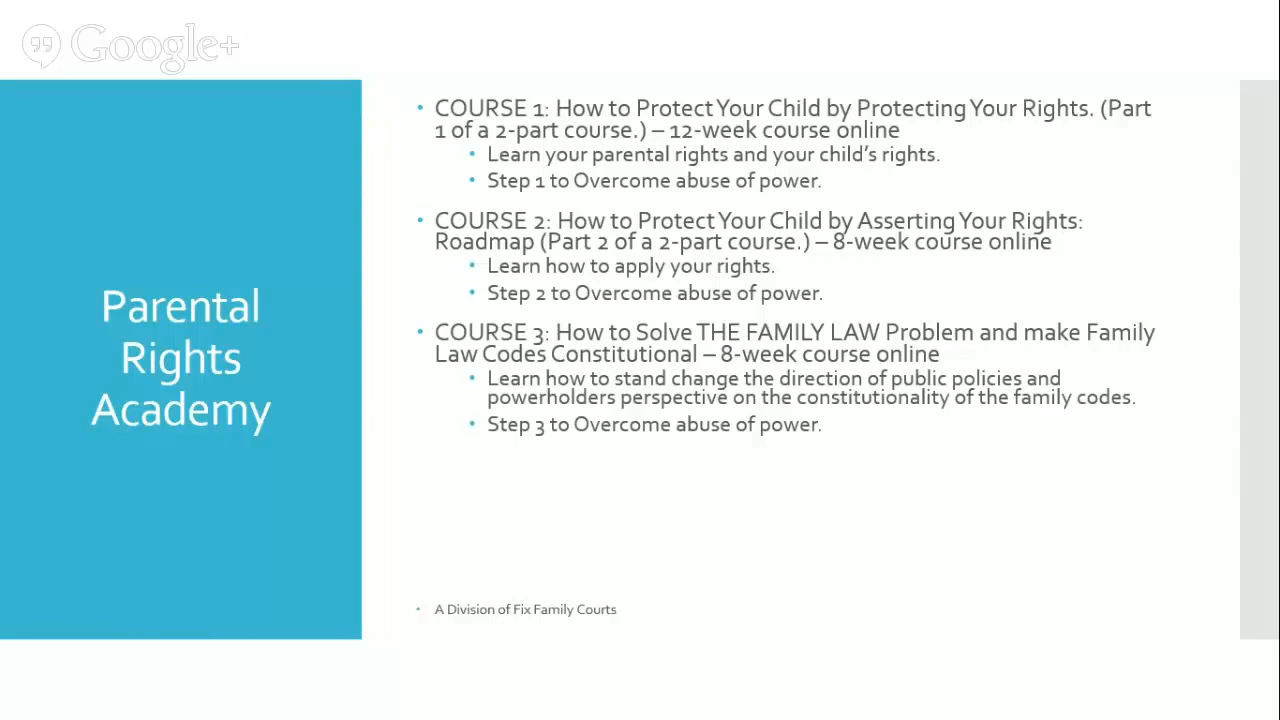 Google+
Parental
Rights
Academy
• COURSE 1: How to Protect Your Child by Protecting Your Rights. (Part
1 of a 2-part course.) – 12-week course online
• Learn your parental rights and your child’s rights.
• Step 1 to Overcome abuse of power.
• COURSE 2: How to Protect Your Child by Asserting Your Rights:
Roadmap (Part 2 of a 2-part course.) – 8-week course online
• Learn how to apply your rights.
• Step 2 to Overcome abuse of power.
• COURSE 3: How to Solve THE FAMILY LAW Problem and make Family
Law Codes Constitutional – 8-week course online
• Learn how to stand change the direction of public policies and
powerholders perspective on the constitutionality of the family codes.
• Step 3 to Overcome abuse of power.
• A Division of Fix Family Courts